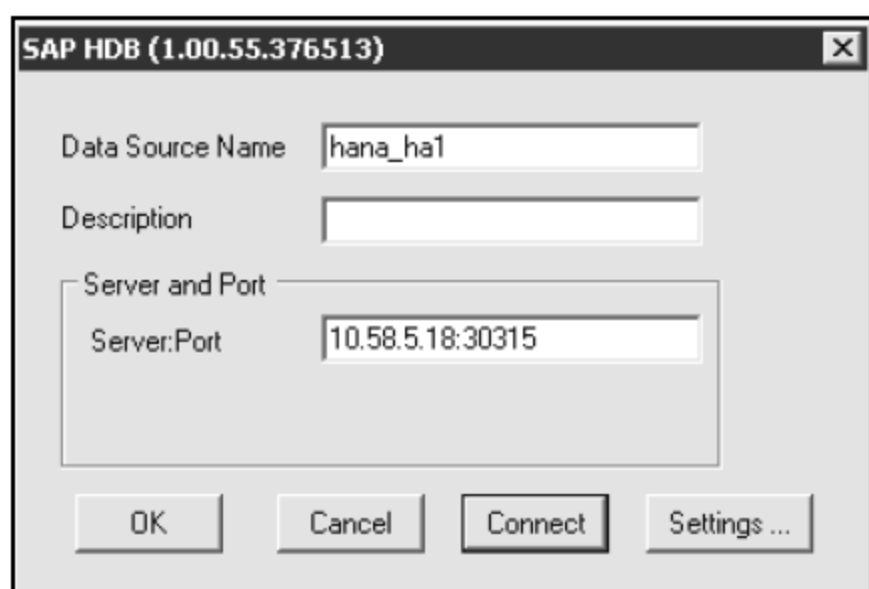 SAP HDB (1.00.55.376513)
Data Source Name hana_ha1
Description
Server and Port
Server:Port 10.58.5.18:30315
OK Cancel Connect Settings ...